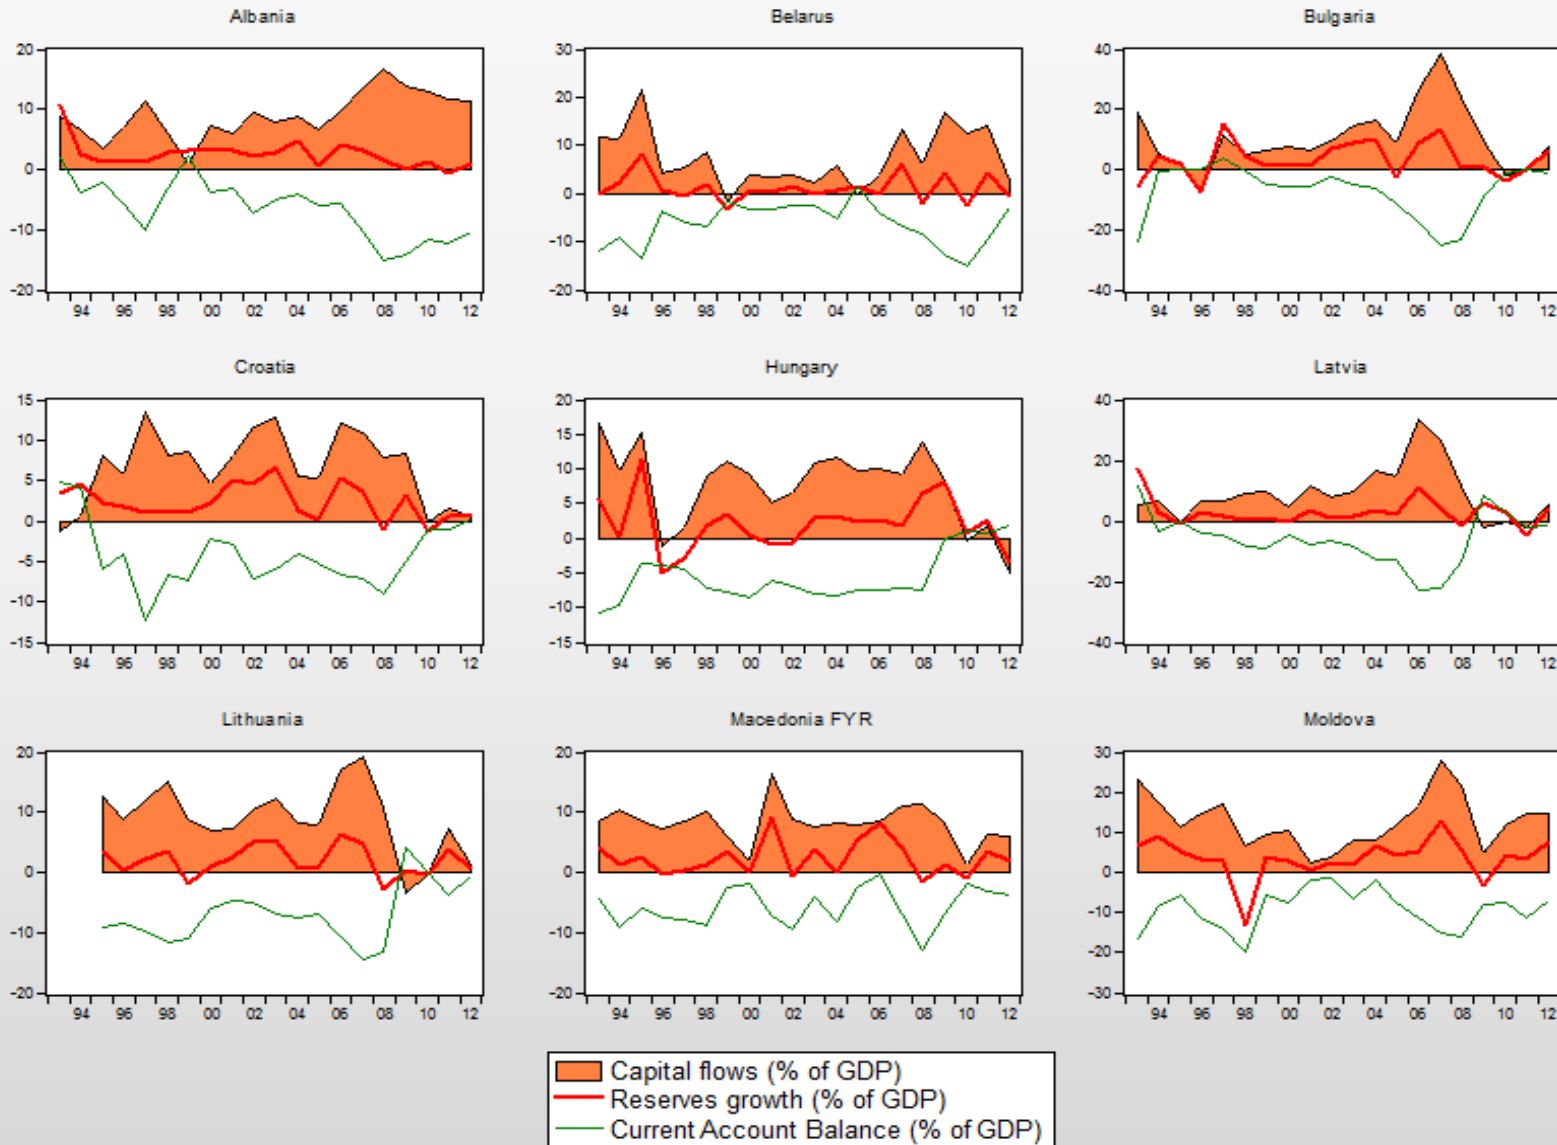 Albania
Belarus
Bulgaria
20
10
0
-10
-20
94 96 98 00 02 04 06 08 10 12
30
20
10
0
-10
-20
94 96 98 00 02 04 06 08 10 12
40
20
0
-20
-40
94 96 98 00 02 04 06 08 10 12
Croatia
Hungary
Latvia
15
10
5
0
-5
-10
-15
94 96 98 00 02 04 06 08 10 12
20
15
10
5
0
-5
-10
-15
94 96 98 00 02 04 06 08 10 12
40
20
0
-20
-40
94 96 98 00 02 04 06 08 10 12
Lithuania
Macedonia FYR
Moldova
20
10
0
-10
-20
94 96 98 00 02 04 06 08 10 12
20
10
0
-10
-20
94 96 98 00 02 04 06 08 10 12
30
20
10
0
-10
-20
-30
94 96 98 00 02 04 06 08 10 12
Capital flows (% of GDP)
Reserves growth (% of GDP)
Current Account Balance (% of GDP)